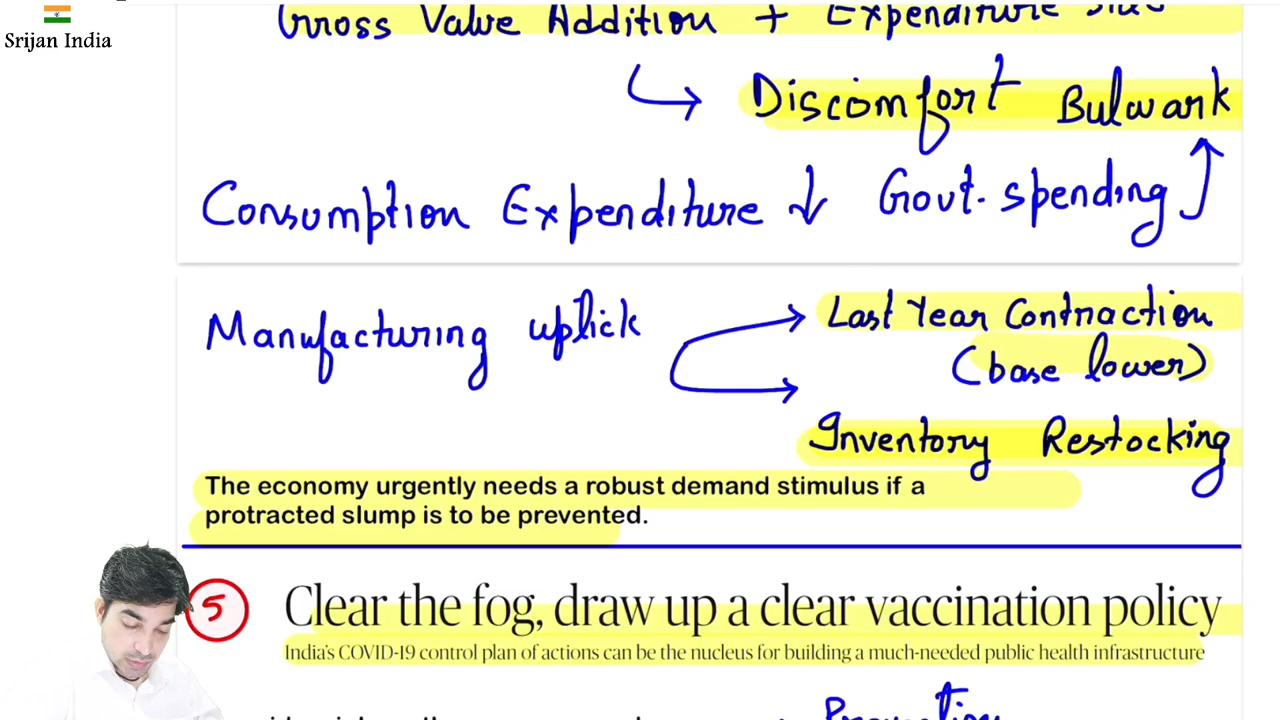 Srijan India
Gross Value Addition + Expenditure side
Discomfort Bulwark
Consumption Expenditure ↓ Govt. spending
Manufacturing uptick
Last Year Contraction
(base lower)
Inventory Restocking
The economy urgently needs a robust demand stimulus if a
protracted slump is to be prevented.
5 Clear the fog, draw up a clear vaccination policy
India's COVID-19 control plan of actions can be the nucleus for building a much-needed public health infrastructure